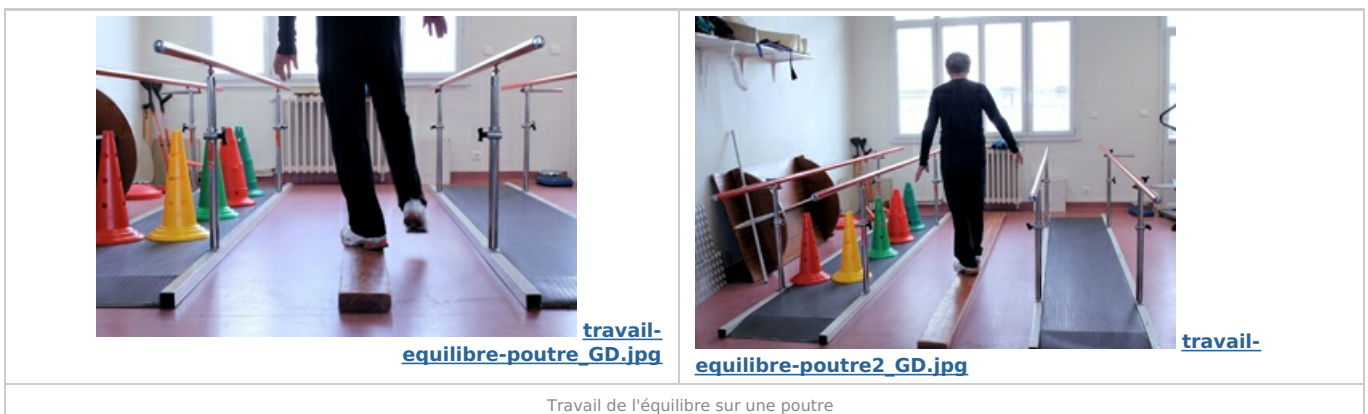 travail-
equilibre-poutre_GD.jpg
travail-
equilibre-poutre2_GD.jpg
Travail de l'équilibre sur une poutre